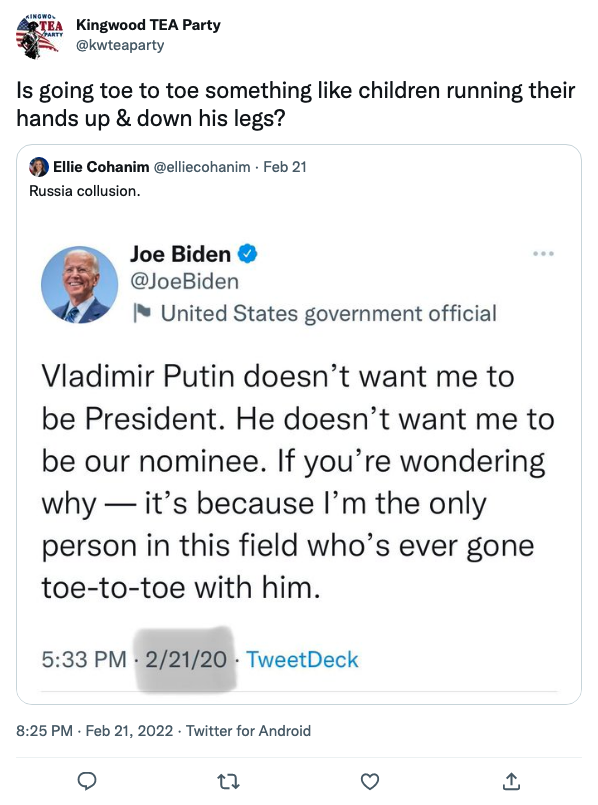 KINGWOOD
TEA
PARTY
Kingwood TEA Party
@kwteaparty
Is going toe to toe something like children running their
hands up & down his legs?
Ellie Cohanim @elliecohanim · Feb 21
Russia collusion.
Joe Biden
@JoeBiden
United States government official
Vladimir Putin doesn’t want me to
be President. He doesn’t want me to
be our nominee. If you’re wondering
why — it’s because I’m the only
person in this field who’s ever gone
toe-to-toe with him.
5:33 PM · 2/21/20 · TweetDeck
8:25 PM · Feb 21, 2022 · Twitter for Android